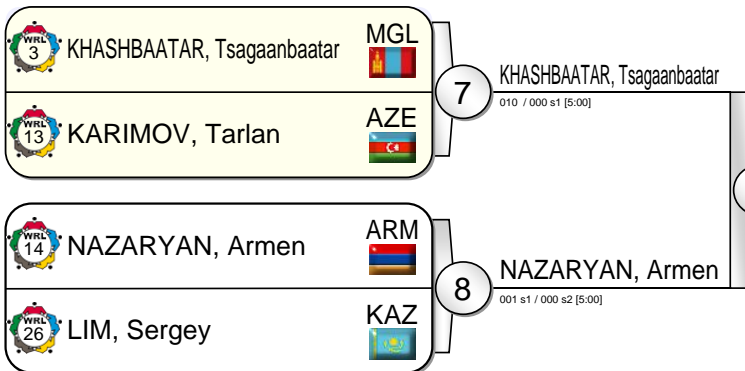 WRL 3 KHASHBAATAR, Tsagaanbaatar MGL
WRL 13 KARIMOV, Tarlan AZE
7
KHASHBAATAR, Tsagaanbaatar
010 / 000 s1 [5:00]
WRL 14 NAZARYAN, Armen ARM
WRL 26 LIM, Sergey KAZ
8
NAZARYAN, Armen
001 s1 / 000 s2 [5:00]